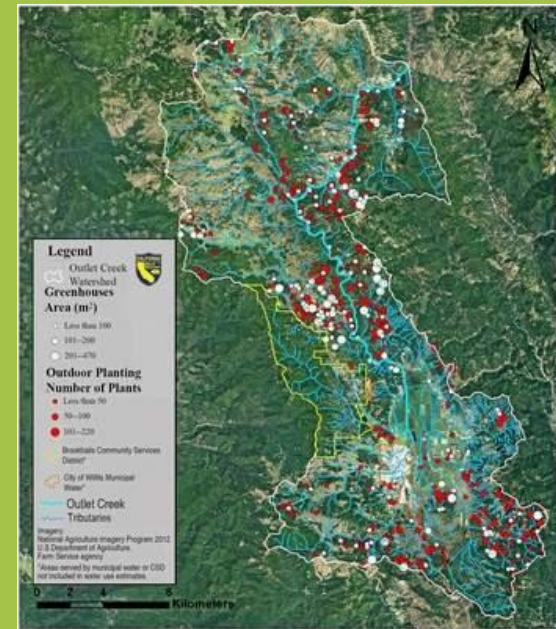 N
Legend
Outlet Creek
Watershed
Greenhouses
Area (m²)
Less than 100
101--200
201--470
Outdoor Planting
Number of Plants
Less than 50
50--100
101--220
Brooktrails Community Services
District*
City of Willits Municipal
Water*
Outlet Creek
Tributaries
Imagery:
National Agriculture Imagery Program 2012
U.S Department of Agriculture,
Farm Service agency
*Areas served by municipal water or CSD
not included in water use estimates.
0 2 4 8
Kilometers